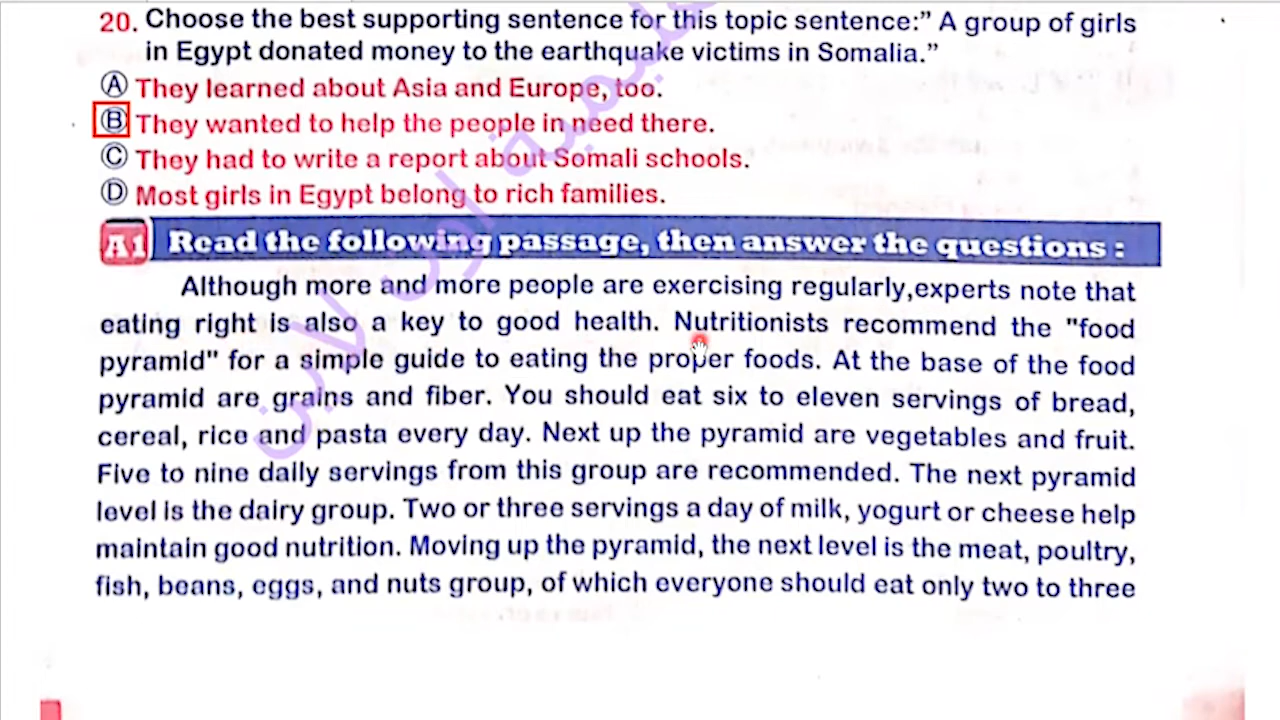 20. Choose the best supporting sentence for this topic sentence:” A group of girls
in Egypt donated money to the earthquake victims in Somalia.”
Ⓐ They learned about Asia and Europe, too.
Ⓑ They wanted to help the people in need there.
Ⓒ They had to write a report about Somali schools.
Ⓓ Most girls in Egypt belong to rich families.
A1 Read the following passage, then answer the questions :
Although more and more people are exercising regularly,experts note that
eating right is also a key to good health. Nutritionists recommend the "food
pyramid" for a simple guide to eating the proper foods. At the base of the food
pyramid are grains and fiber. You should eat six to eleven servings of bread,
cereal, rice and pasta every day. Next up the pyramid are vegetables and fruit.
Five to nine daily servings from this group are recommended. The next pyramid
level is the dairy group. Two or three servings a day of milk, yogurt or cheese help
maintain good nutrition. Moving up the pyramid, the next level is the meat, poultry,
fish, beans, eggs, and nuts group, of which everyone should eat only two to three
اون لاين